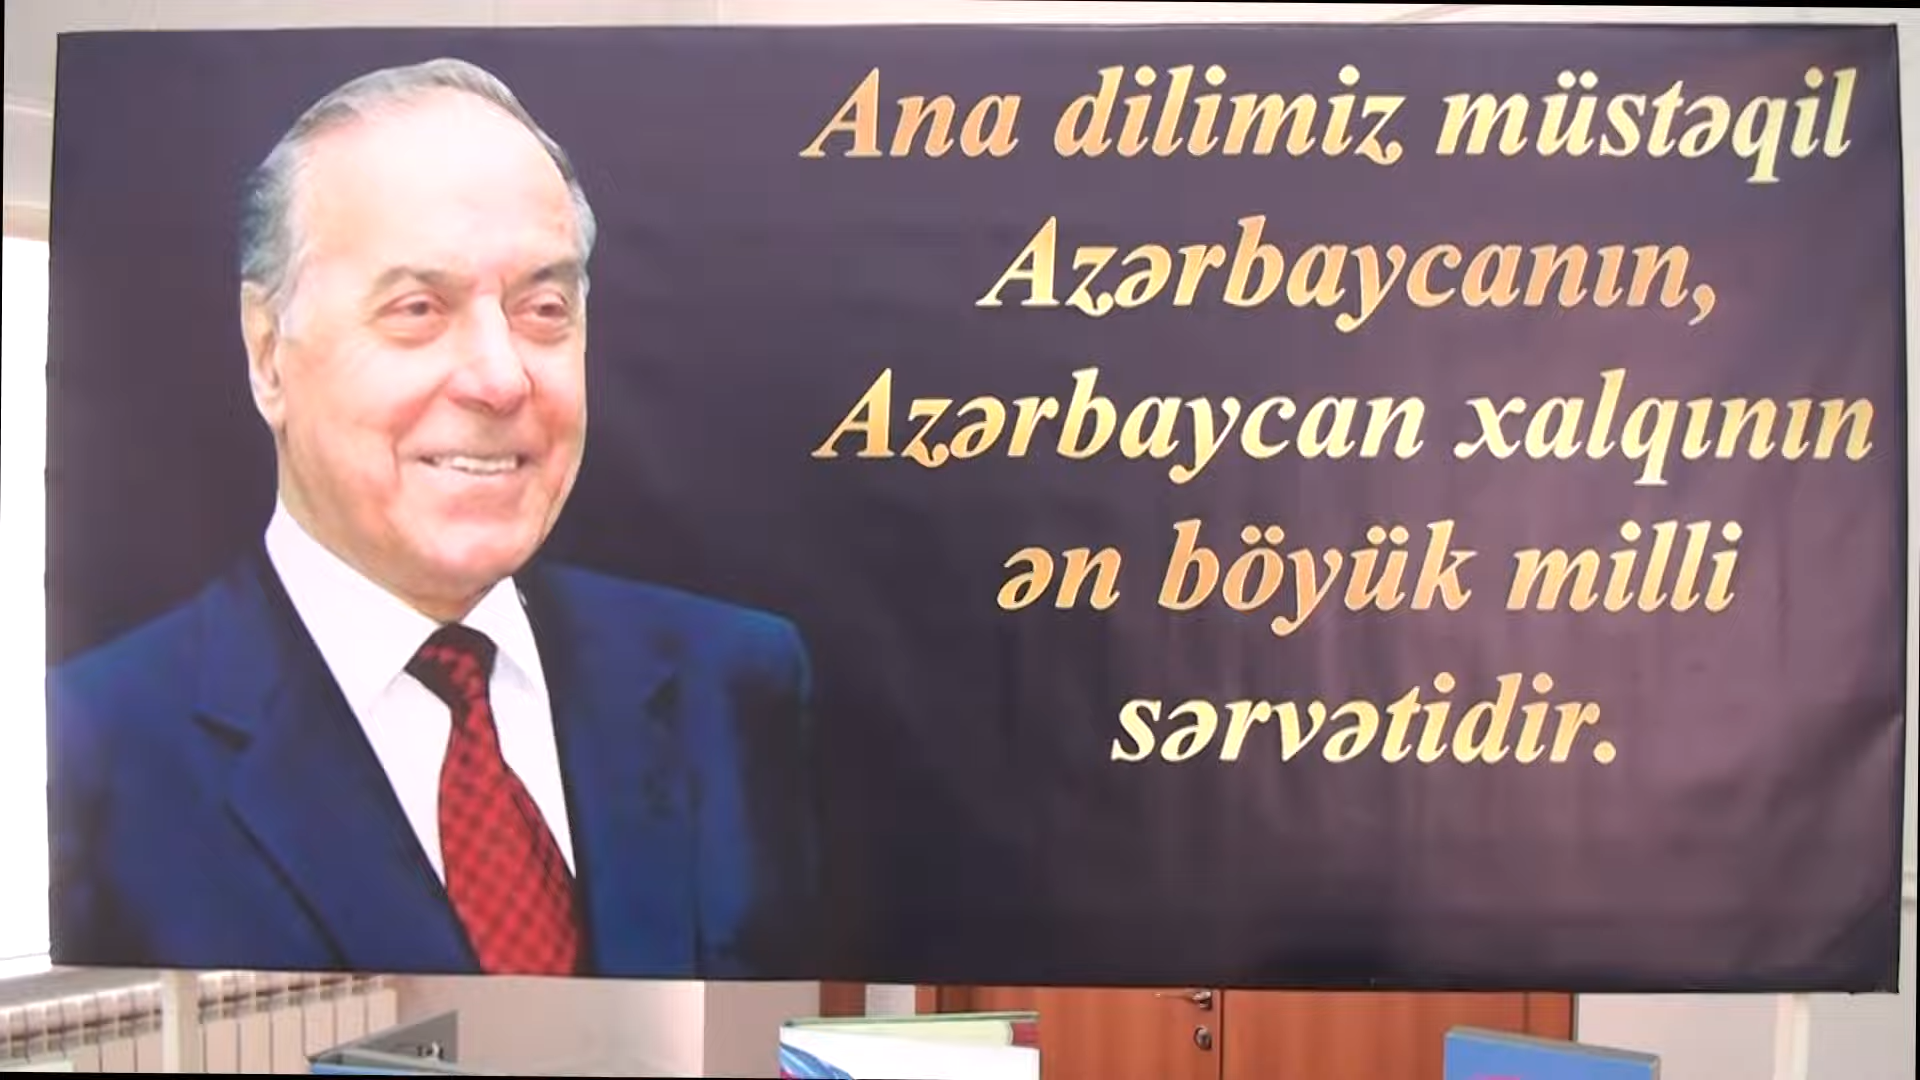 Ana dilimiz müstəqil
Azərbaycanın,
Azərbaycan xalqının
ən böyük milli
sərvətidir.